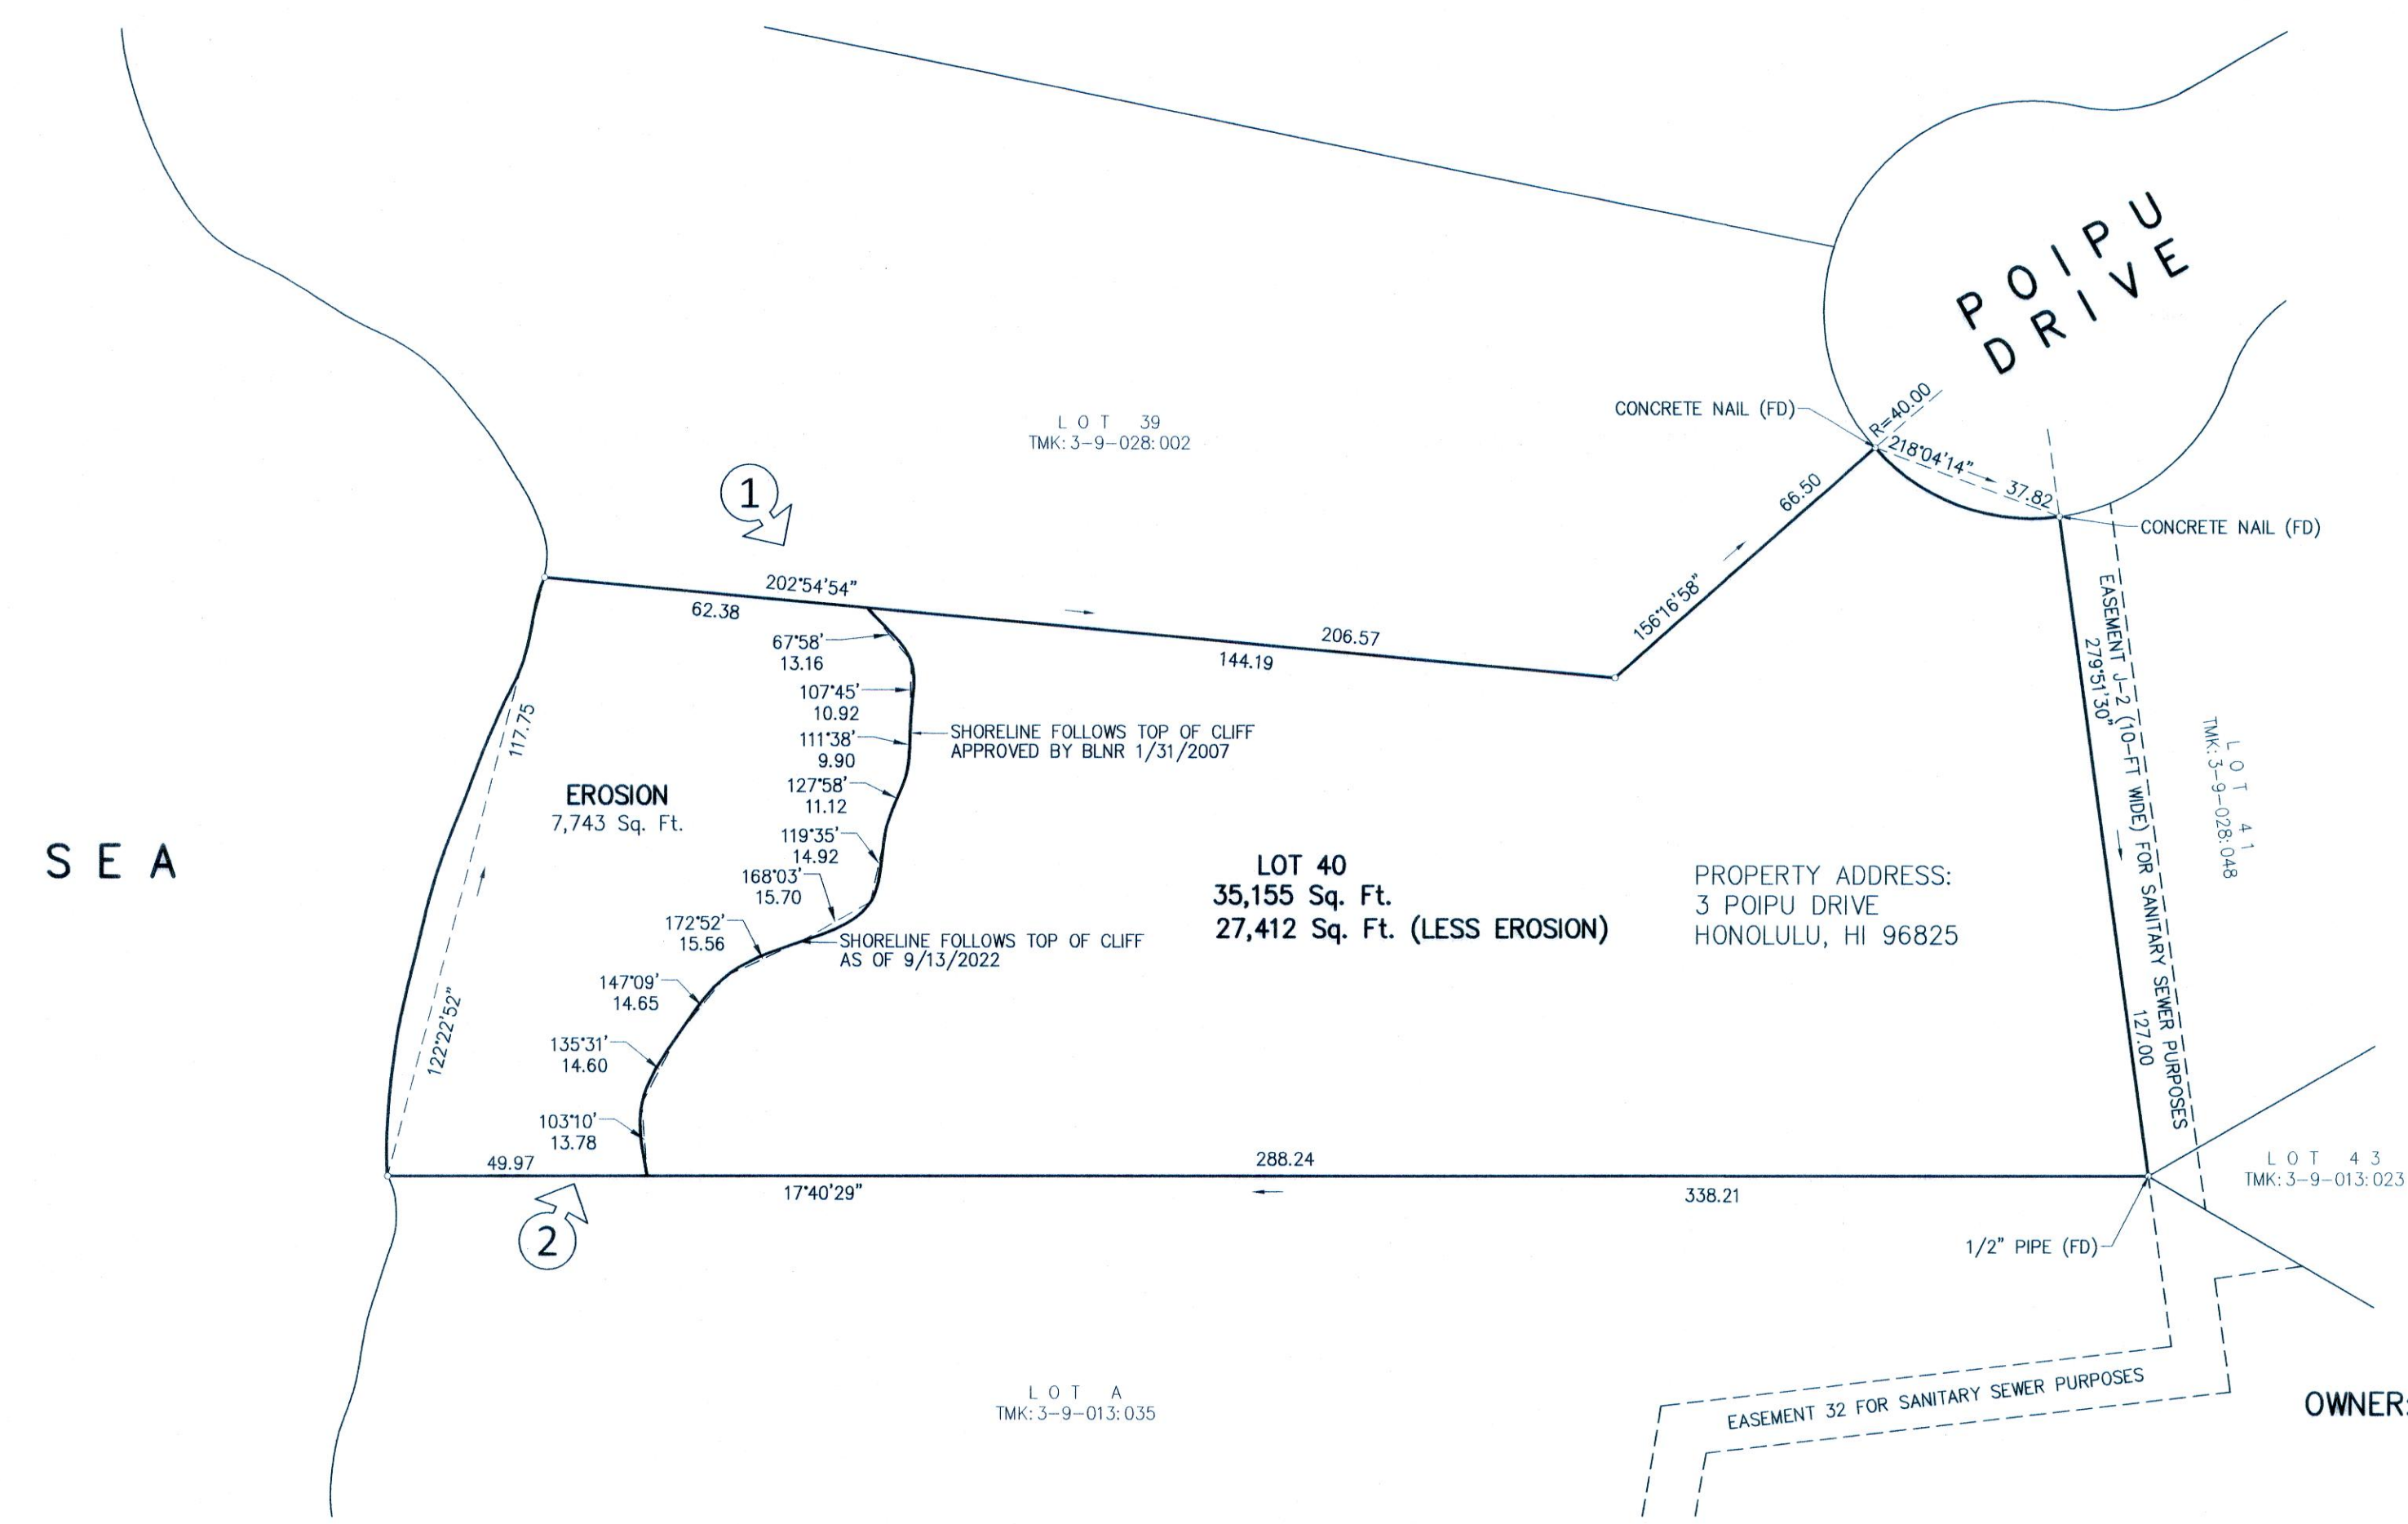 POIPU
DRIVE
CONCRETE NAIL (FD)
R=40.00
218°04'14"
37.82
CONCRETE NAIL (FD)
LOT 39
TMK: 3-9-028: 002
1
66.50
156°16'58"
202°54'54"
62.38
206.57
144.19
67°58'
13.16
107°45'
10.92
111°38'
9.90
127°58'
11.12
119°35'
14.92
168°03'
15.70
172°52'
15.56
147°09'
14.65
135°31'
14.60
103°10'
13.78
SHORELINE FOLLOWS TOP OF CLIFF
APPROVED BY BLNR 1/31/2007
SHORELINE FOLLOWS TOP OF CLIFF
AS OF 9/13/2022
117.75
122°22'52"
EROSION
7,743 Sq. Ft.
SEA
LOT 40
35,155 Sq. Ft.
27,412 Sq. Ft. (LESS EROSION)
PROPERTY ADDRESS:
3 POIPU DRIVE
HONOLULU, HI 96825
EASEMENT J-2 (10-FT WIDE) FOR SANITARY SEWER PURPOSES
279°51'30"
127.00
LOT 41
TMK: 3-9-028: 048
LOT 43
TMK: 3-9-013: 023
49.97
288.24
17°40'29"
338.21
2
1/2" PIPE (FD)
LOT A
TMK: 3-9-013: 035
EASEMENT 32 FOR SANITARY SEWER PURPOSES
OWNER: